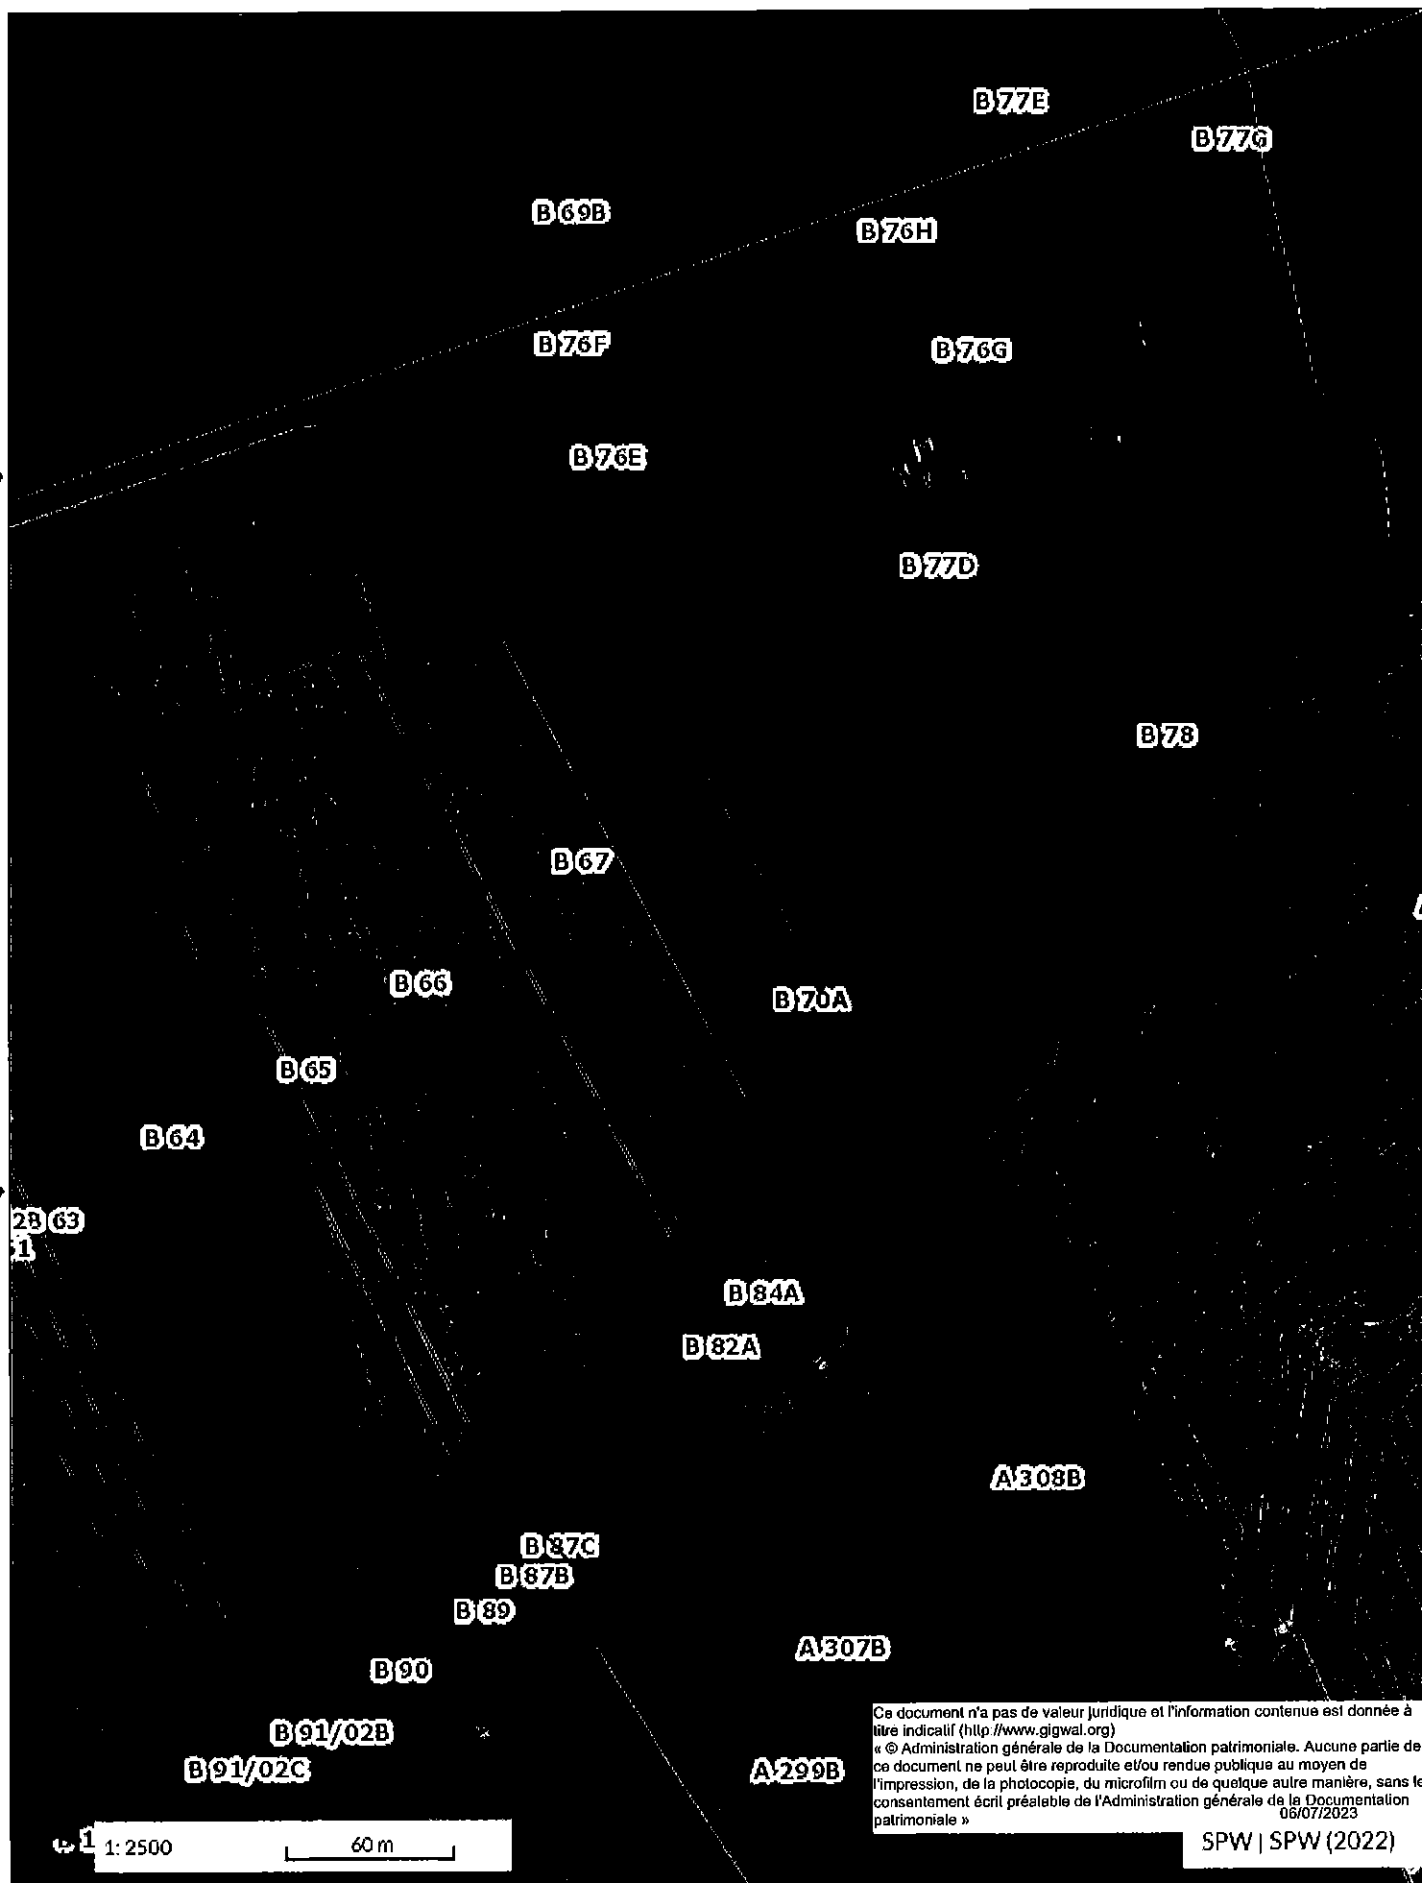 B 77E
B 77G
B 69B
B 76H
B 76F
B 76G
B 76E
B 77D
B 78
B 67
B 66
B 70A
B 65
B 64
2B 63
B 84A
B 82A
A 308B
B 87C
B 87B
B 89
A 307B
B 90
B 91/02B
B 91/02C
A 299B
Ce document n'a pas de valeur juridique et l'information contenue est donnée à
titre indicatif (http://www.gigwal.org)
« © Administration générale de la Documentation patrimoniale. Aucune partie de
ce document ne peut être reproduite et/ou rendue publique au moyen de
l'impression, de la photocopie, du microfilm ou de quelque autre manière, sans le
consentement écrit préalable de l'Administration générale de la Documentation
patrimoniale »
06/07/2023
1: 2500
60 m
SPW | SPW (2022)